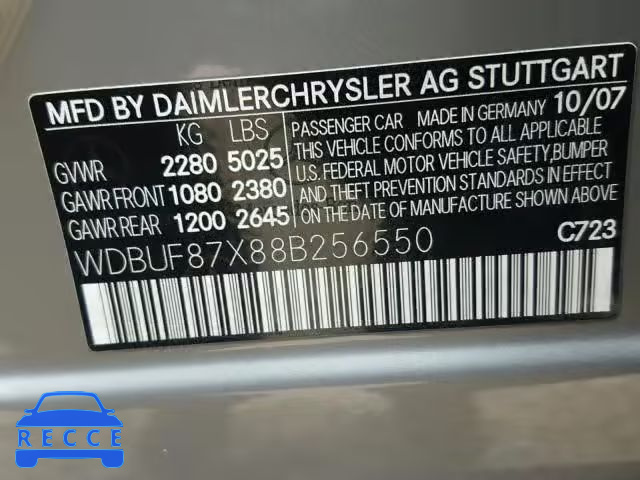 MFD BY DAIMLERCHRYSLER AG STUTTGART
KG LBS
GVWR 2280 5025
GAWR.FRONT 1080 2380
GAWR.REAR 1200 2645
PASSENGER CAR MADE IN GERMANY 10/07
THIS VEHICLE CONFORMS TO ALL APPLICABLE
U.S. FEDERAL MOTOR VEHICLE SAFETY,BUMPER
AND THEFT PREVENTION STANDARDS IN EFFECT
ON THE DATE OF MANUFACTURE SHOWN ABOVE
WDBUF87X88B256550
C723
RECCE